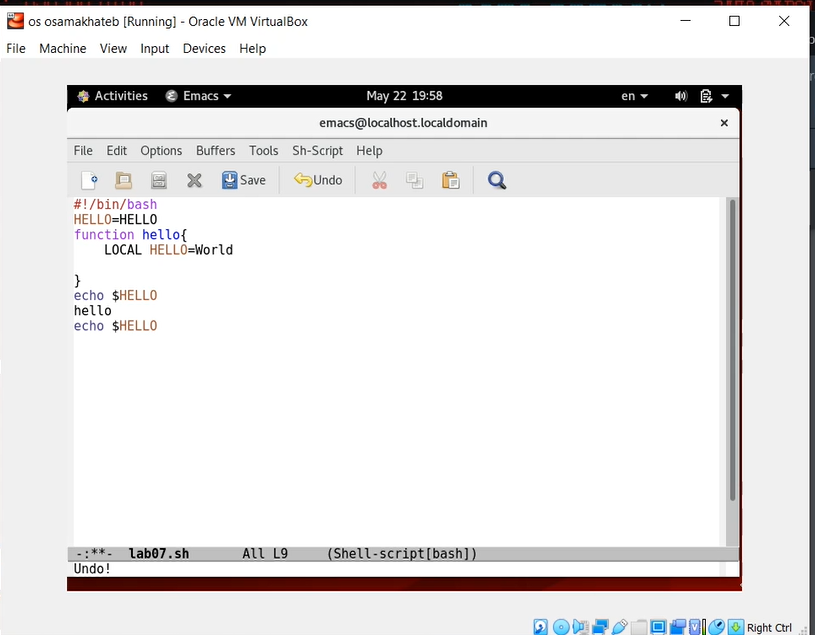 os osamakhateb [Running] - Oracle VM VirtualBox
File Machine View Input Devices Help
Activities Emacs May 22 19:58 en
emacs@localhost.localdomain
File Edit Options Buffers Tools Sh-Script Help
Save Undo
#!/bin/bash
HELLO=HELLO
function hello{
    LOCAL HELLO=World
}
echo $HELLO
hello
echo $HELLO
-:**- lab07.sh All L9 (Shell-script[bash])
Undo!
Right Ctrl